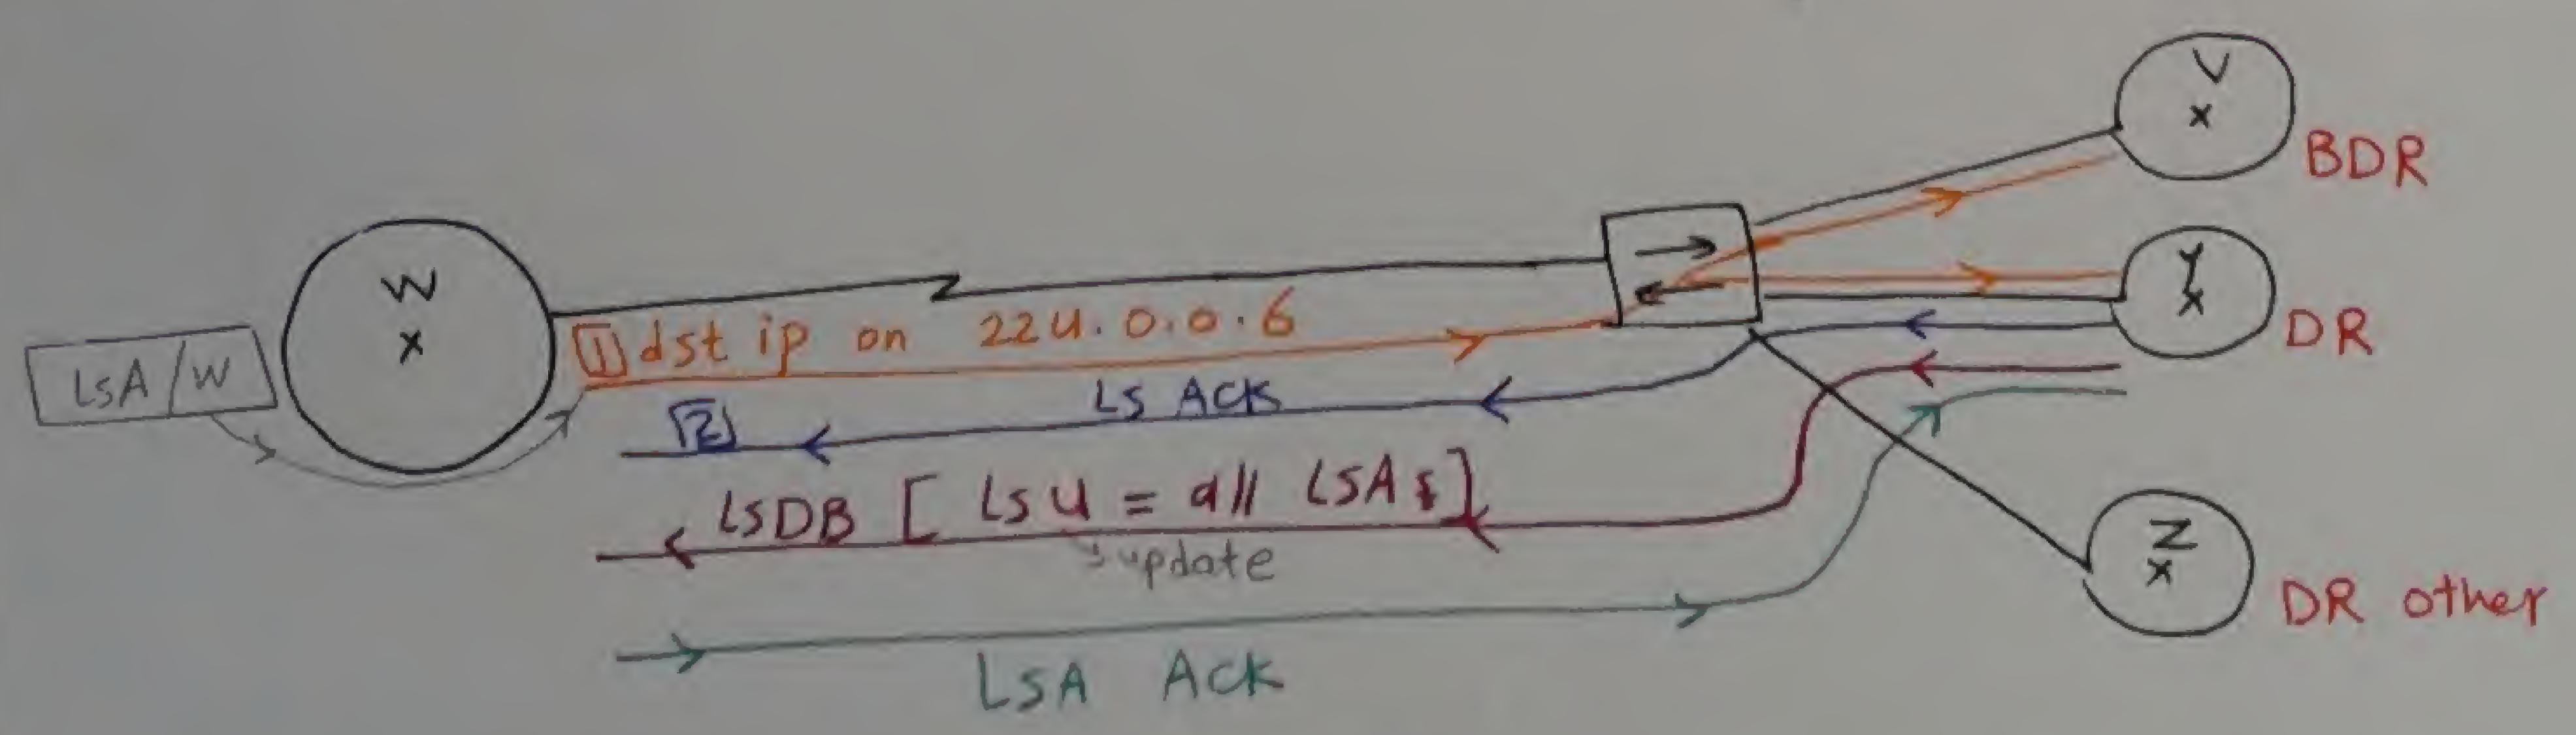 V
x
BDR
W
x
LSA/W
1 dst ip on 224.0.0.6
Y
x
DR
2 LS ACK
LSDB [ LSU = all LSAs]
update
Z
x
DR other
LSA ACK